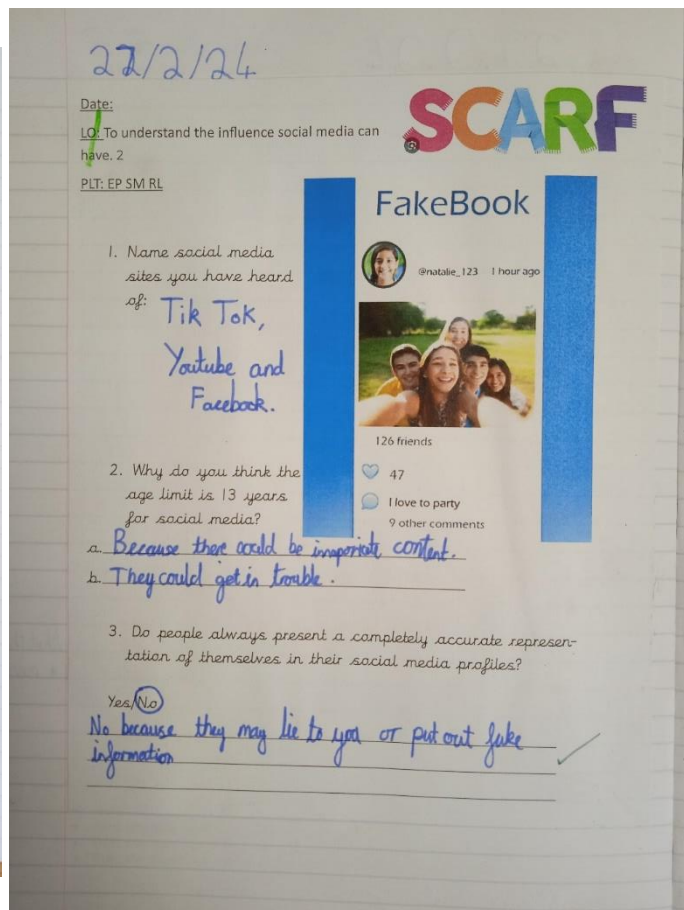 22/2/24
SCARF
Date:
LO: To understand the influence social media can
have. 2
PLT: EP SM RL
FakeBook
@natalie_123 1 hour ago
1. Name social media
sites you have heard
of: Tik Tok,
Youtube and
Facebook.
126 friends
47
I love to party
9 other comments
2. Why do you think the
age limit is 13 years
for social media?
a. Because there could be innaporiate content.
b. They could get in trouble.
3. Do people always present a completely accurate represen-
tation of themselves in their social media profiles?
Yes/No
No because they may lie to you or put out fake
information